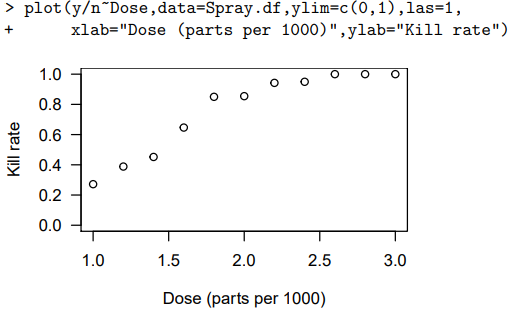 > plot(y/n~Dose,data=Spray.df,ylim=c(0,1),las=1,
+ xlab="Dose (parts per 1000)",ylab="Kill rate")
1.0
0.8
0.6
0.4
0.2
0.0
Kill rate
1.0 1.5 2.0 2.5 3.0
Dose (parts per 1000)